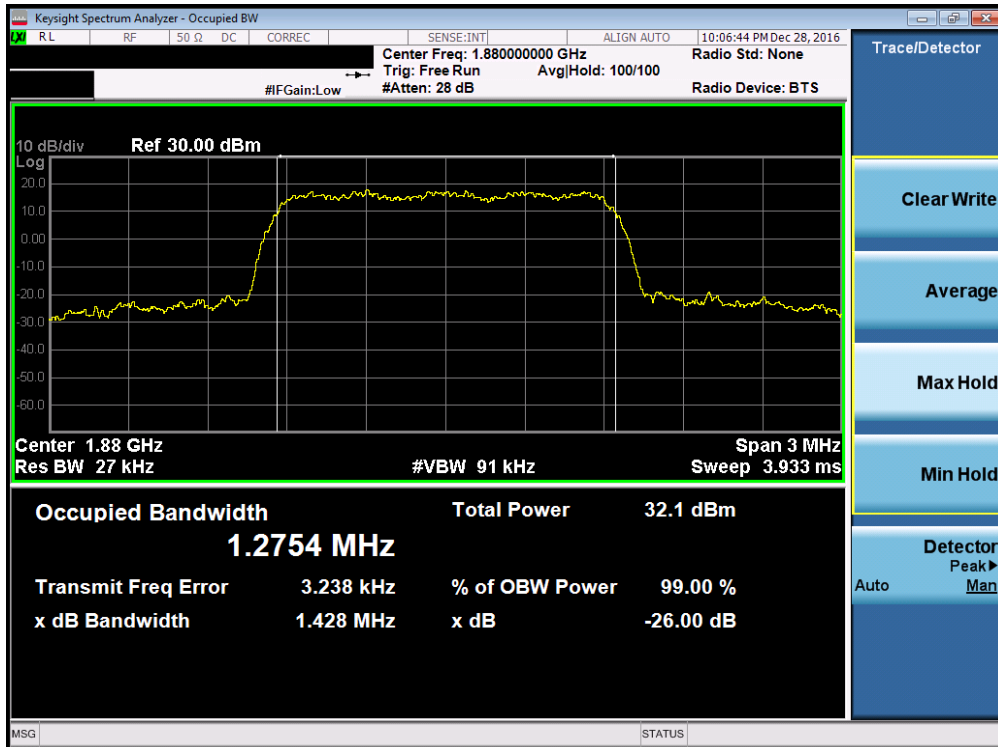 Keysight Spectrum Analyzer - Occupied BW
LXI RL RF 50 Ω DC CORREC SENSE:INT ALIGN AUTO 10:06:44 PM Dec 28, 2016
Center Freq: 1.880000000 GHz Radio Std: None
Trig: Free Run Avg|Hold: 100/100
#IFGain:Low #Atten: 28 dB Radio Device: BTS
Trace/Detector
10 dB/div Ref 30.00 dBm
Log
20.0
10.0
0.00
-10.0
-20.0
-30.0
-40.0
-50.0
-60.0
Center 1.88 GHz Span 3 MHz
Res BW 27 kHz #VBW 91 kHz Sweep 3.933 ms
Occupied Bandwidth Total Power 32.1 dBm
1.2754 MHz
Transmit Freq Error 3.238 kHz % of OBW Power 99.00 %
x dB Bandwidth 1.428 MHz x dB -26.00 dB
Clear Write
Average
Max Hold
Min Hold
Detector
Peak▶
Auto Man
MSG STATUS